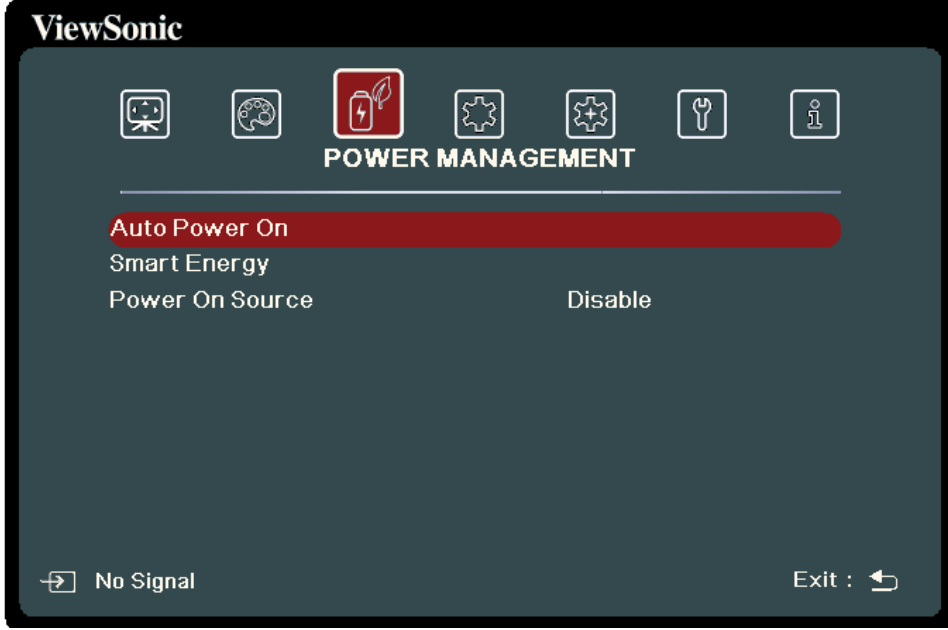 ViewSonic
POWER MANAGEMENT
Auto Power On
Smart Energy
Power On Source Disable
No Signal Exit :